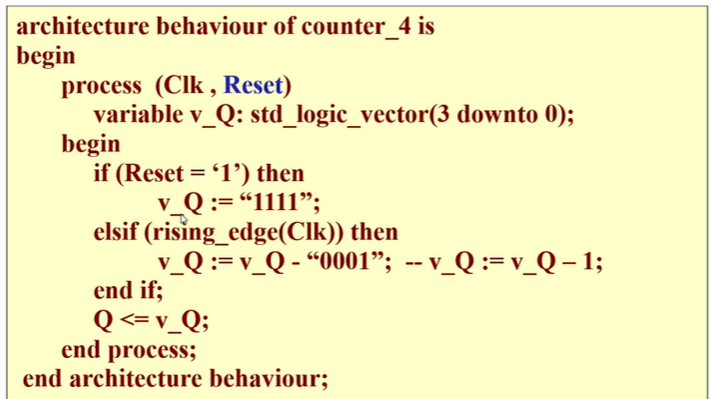 architecture behaviour of counter_4 is
begin
process (Clk , Reset)
variable v_Q: std_logic_vector(3 downto 0);
begin
if (Reset = ‘1’) then
v_Q := “1111”;
elsif (rising_edge(Clk)) then
v_Q := v_Q - “0001”; -- v_Q := v_Q – 1;
end if;
Q <= v_Q;
end process;
end architecture behaviour;